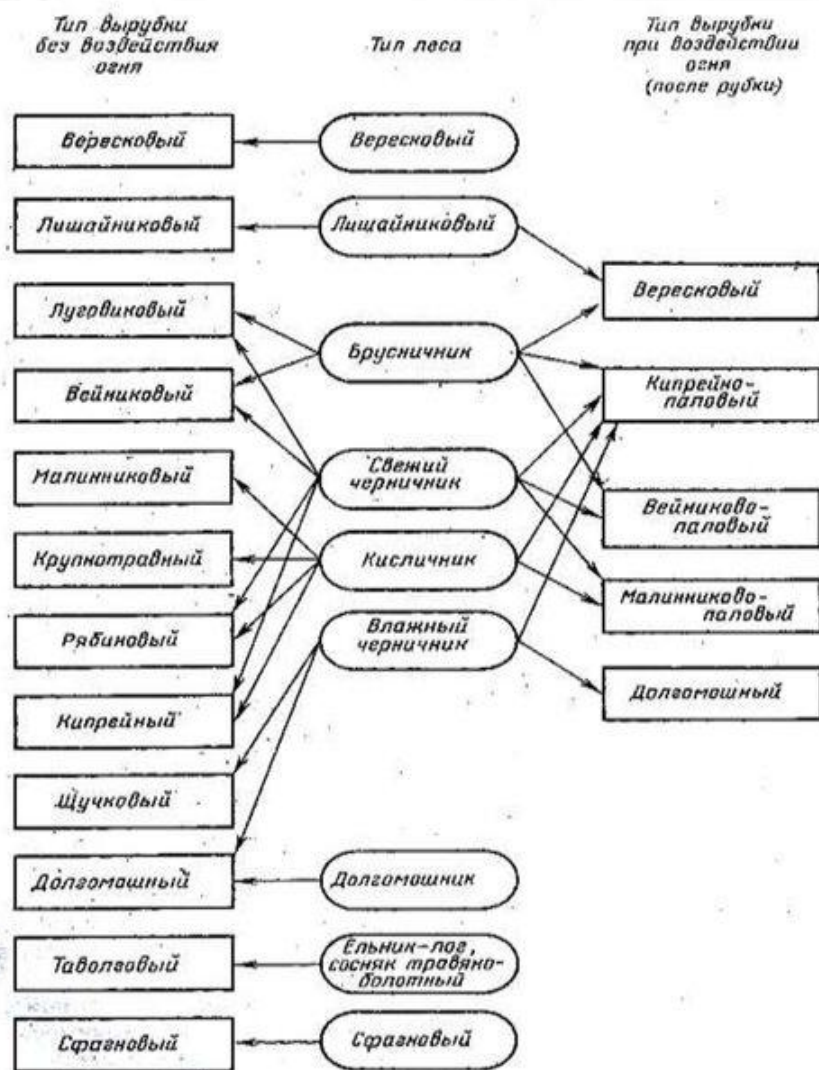 Тип вырубки
без воздействия
огня
Тип леса
Тип вырубки
при воздействии
огня
(после рубки)
Вересковый
Вересковый
Лишайниковый
Лишайниковый
Вересковый
Луговиковый
Брусничник
Вейниковый
Кипрейно-
паловый
Малинниковый
Свежий
черничник
Вейниково-
паловый
Крупнотравный
Кисличник
Малинниково-
паловый
Рябиковый
Влажный
черничник
Кипрейный
Долгомошный
Щучковый
Долгомошный
Долгомошник
Таволговый
Ельник-лог,
сосняк травяно-
болотный
Сфагновый
Сфагновый